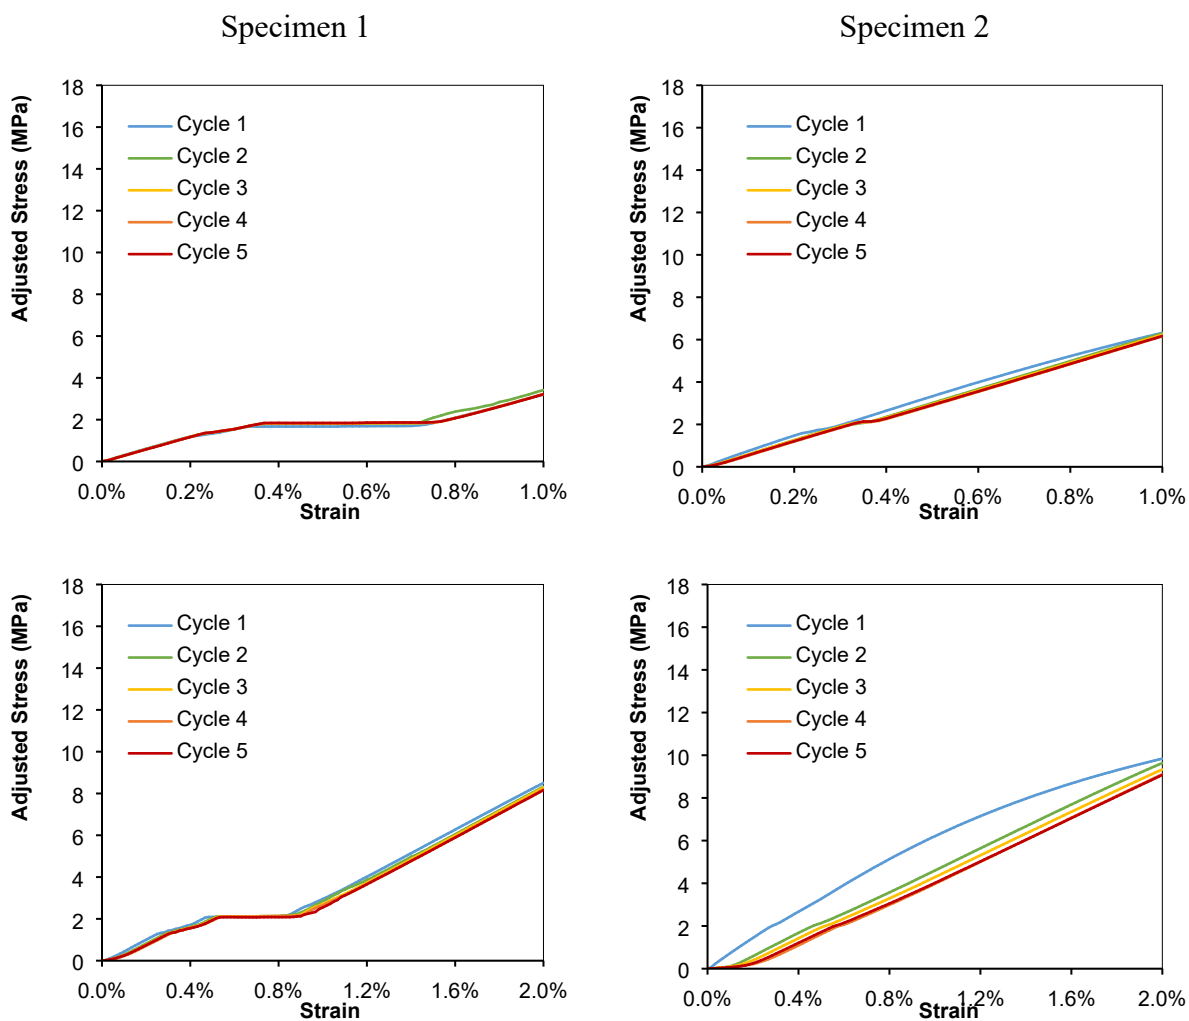 Specimen 1
Specimen 2
Adjusted Stress (MPa)
18
16
14
12
10
8
6
4
2
0
Cycle 1
Cycle 2
Cycle 3
Cycle 4
Cycle 5
0.0% 0.2% 0.4% 0.6% 0.8% 1.0%
Strain
Adjusted Stress (MPa)
18
16
14
12
10
8
6
4
2
0
Cycle 1
Cycle 2
Cycle 3
Cycle 4
Cycle 5
0.0% 0.2% 0.4% 0.6% 0.8% 1.0%
Strain
Adjusted Stress (MPa)
18
16
14
12
10
8
6
4
2
0
Cycle 1
Cycle 2
Cycle 3
Cycle 4
Cycle 5
0.0% 0.4% 0.8% 1.2% 1.6% 2.0%
Strain
Adjusted Stress (MPa)
18
16
14
12
10
8
6
4
2
0
Cycle 1
Cycle 2
Cycle 3
Cycle 4
Cycle 5
0.0% 0.4% 0.8% 1.2% 1.6% 2.0%
Strain